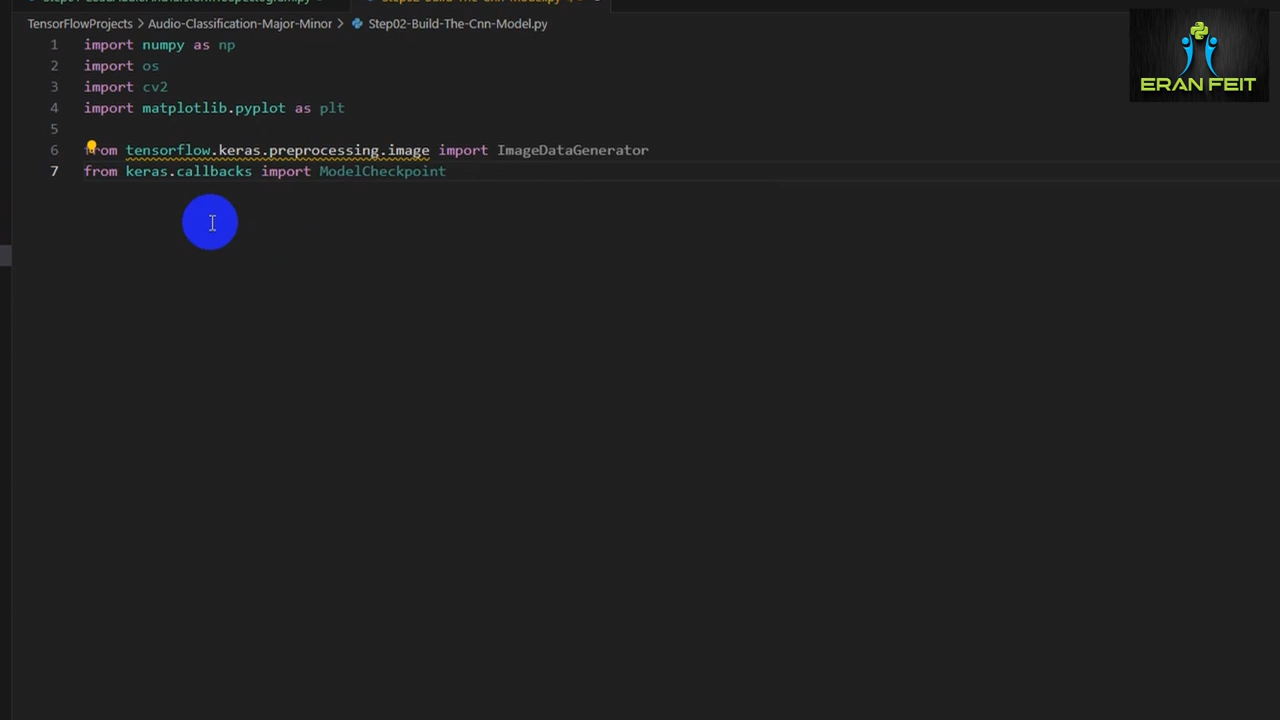 TensorFlowProjects > Audio-Classification-Major-Minor > Step02-Build-The-Cnn-Model.py
ERAN FEIT
1 import numpy as np
2 import os
3 import cv2
4 import matplotlib.pyplot as plt
5
6 from tensorflow.keras.preprocessing.image import ImageDataGenerator
7 from keras.callbacks import ModelCheckpoint